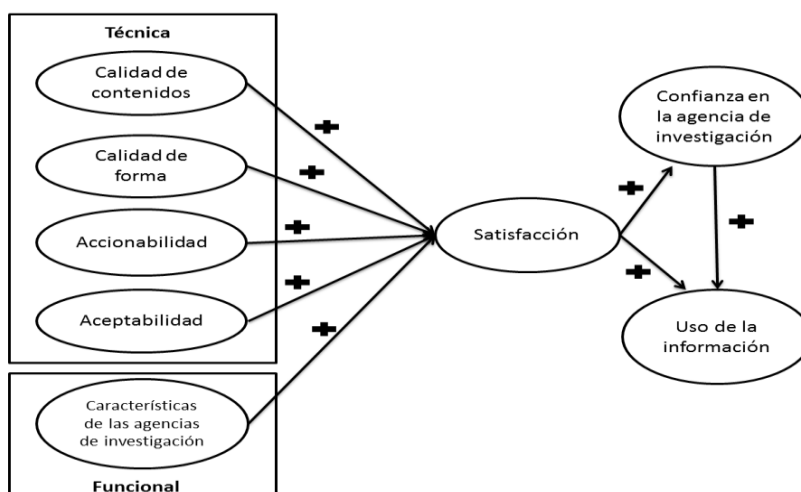 Técnica
Calidad de
contenidos
Calidad de
forma
Accionabilidad
Aceptabilidad
Características
de las agencias
de investigación
Funcional
Satisfacción
Confianza en
la agencia de
investigación
Uso de la
información